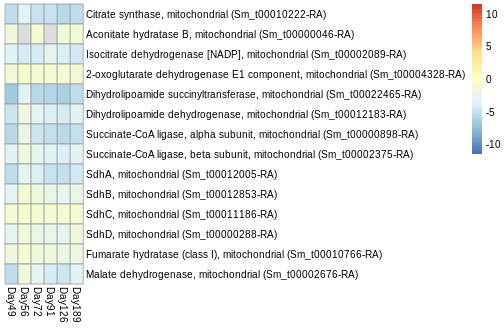 Citrate synthase, mitochondrial (Sm_t00010222-RA)
Aconitate hydratase B, mitochondrial (Sm_t00000046-RA)
Isocitrate dehydrogenase [NADP], mitochondrial (Sm_t00002089-RA)
2-oxoglutarate dehydrogenase E1 component, mitochondrial (Sm_t00004328-RA)
Dihydrolipoamide succinyltransferase, mitochondrial (Sm_t00022465-RA)
Dihydrolipoamide dehydrogenase, mitochondrial (Sm_t00012183-RA)
Succinate-CoA ligase, alpha subunit, mitochondrial (Sm_t00000898-RA)
Succinate-CoA ligase, beta subunit, mitochondrial (Sm_t00002375-RA)
SdhA, mitochondrial (Sm_t00012005-RA)
SdhB, mitochondrial (Sm_t00012853-RA)
SdhC, mitochondrial (Sm_t00011186-RA)
SdhD, mitochondrial (Sm_t00000288-RA)
Fumarate hydratase (class I), mitochondrial (Sm_t00010766-RA)
Malate dehydrogenase, mitochondrial (Sm_t00002676-RA)
Day49
Day56
Day72
Day91
Day126
Day189
10
5
0
-5
-10